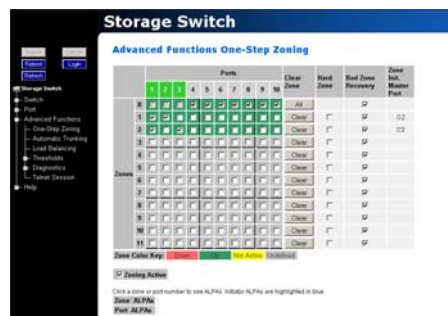 Storage Switch
Advanced Functions One-Step Zoning
Reboot Login
Refresh
Storage Switch
Switch
Port
Advanced Functions
One-Step Zoning
Automatic Trunking
Load Balancing
Thresholds
Diagnostics
Telnet Session
Help
Ports Clear Zone Hard Zone Bad Zone Recovery Zone Init. Master Port
1 2 3 4 5 6 7 8 9 10
0 All
1 Clear 02
2 Clear 03
3 Clear
4 Clear
5 Clear
6 Clear
Zones
7 Clear
8 Clear
9 Clear
10 Clear
11 Clear
Zone Color Key: Down Up Not Active Undefined
Zoning Active
Click a zone or port number to see ALPAs. Initiator ALPAs are highlighted in blue.
Zone ALPAs
Port ALPAs